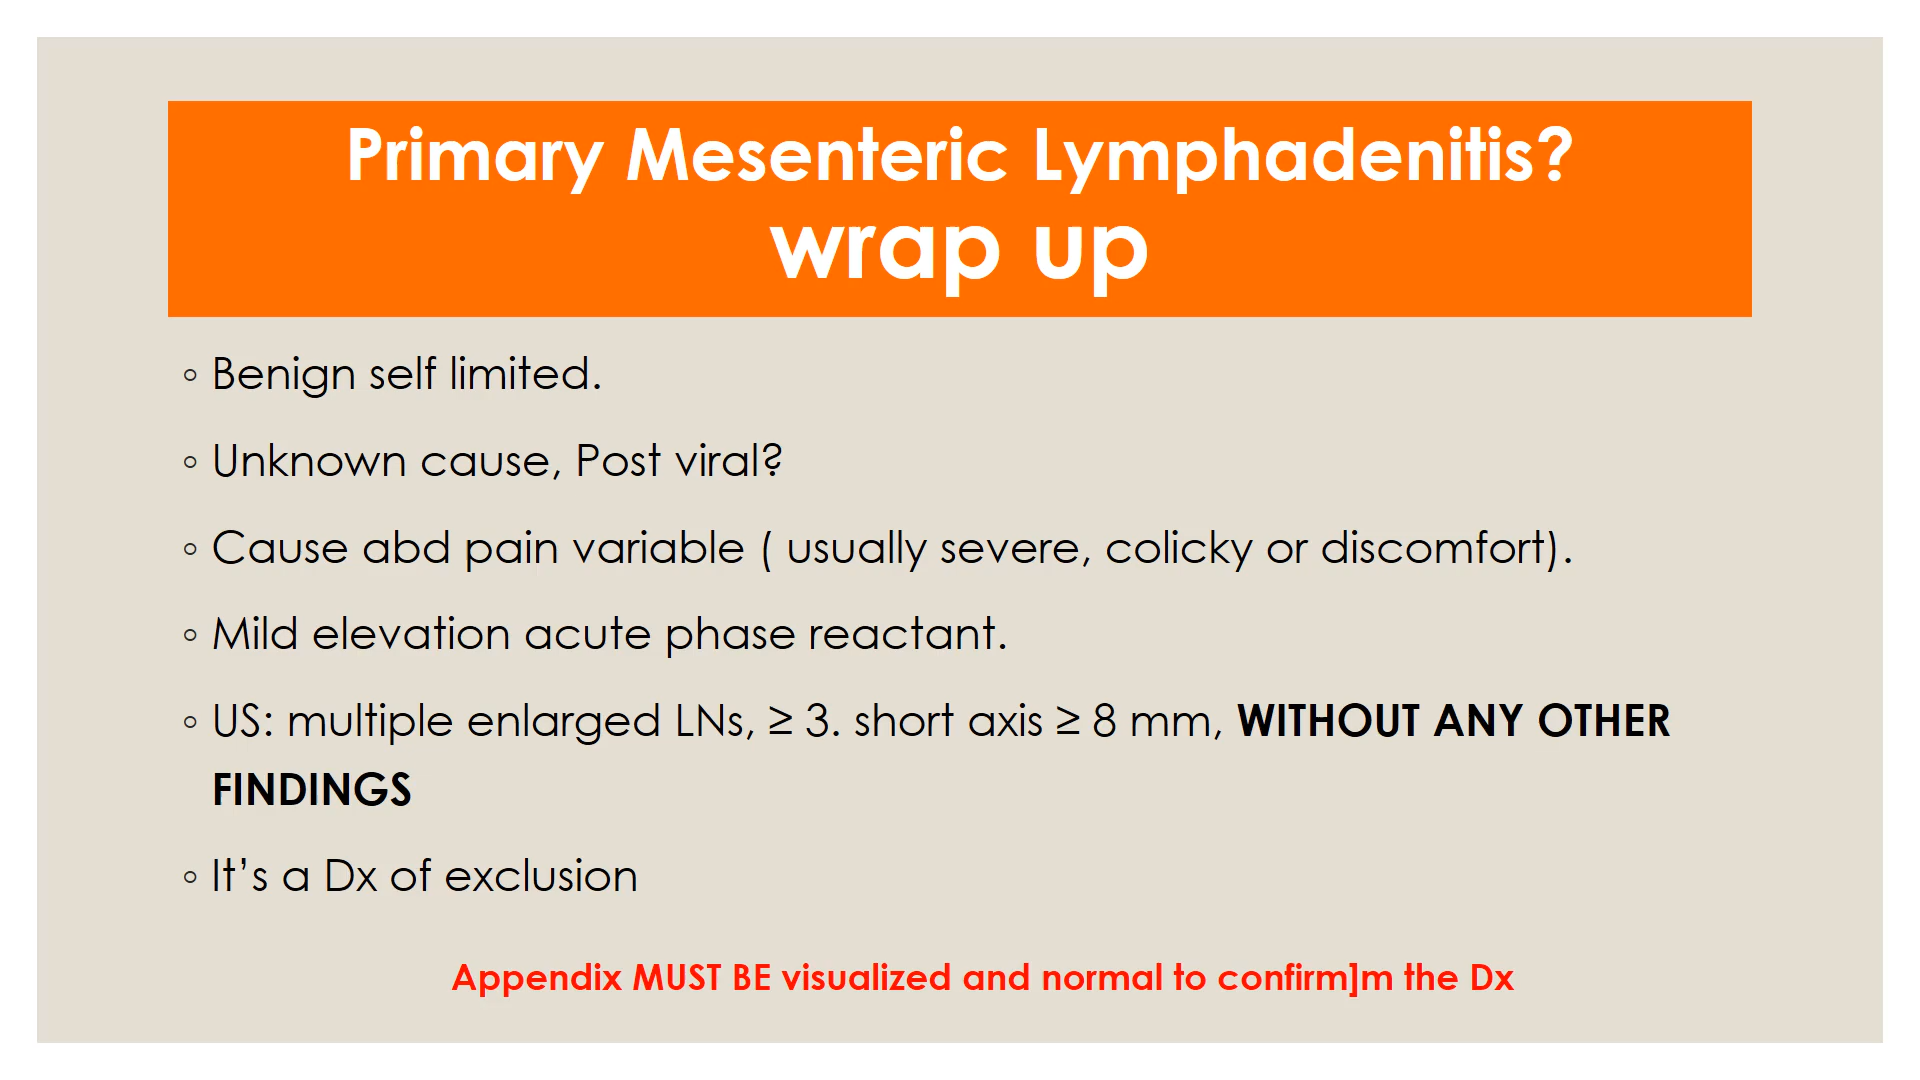 Primary Mesenteric Lymphadenitis?
wrap up
◦ Benign self limited.
◦ Unknown cause, Post viral?
◦ Cause abd pain variable ( usually severe, colicky or discomfort).
◦ Mild elevation acute phase reactant.
◦ US: multiple enlarged LNs, ≥ 3. short axis ≥ 8 mm, WITHOUT ANY OTHER
FINDINGS
◦ It’s a Dx of exclusion
Appendix MUST BE visualized and normal to confirm]m the Dx